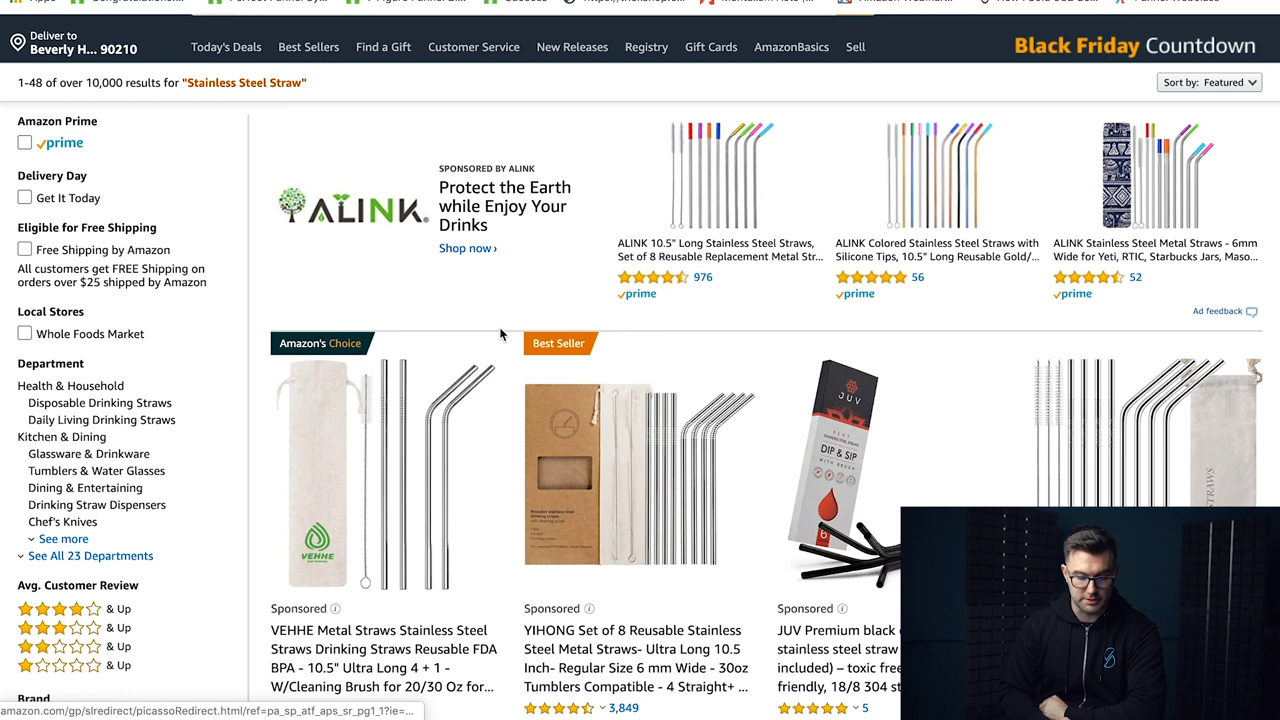 Deliver to
Beverly H... 90210
Today's Deals
Best Sellers
Find a Gift
Customer Service
New Releases
Registry
Gift Cards
AmazonBasics
Sell
Black Friday Countdown
1-48 of over 10,000 results for "Stainless Steel Straw"
Sort by: Featured
Amazon Prime
prime
Delivery Day
Get It Today
Eligible for Free Shipping
Free Shipping by Amazon
All customers get FREE Shipping on
orders over $25 shipped by Amazon
Local Stores
Whole Foods Market
Department
Health & Household
Disposable Drinking Straws
Daily Living Drinking Straws
Kitchen & Dining
Glassware & Drinkware
Tumblers & Water Glasses
Dining & Entertaining
Drinking Straw Dispensers
Chef's Knives
See more
See All 23 Departments
Avg. Customer Review
& Up
& Up
& Up
& Up
Brand
ALINK
SPONSORED BY ALINK
Protect the Earth
while Enjoy Your
Drinks
Shop now ›
ALINK 10.5" Long Stainless Steel Straws,
Set of 8 Reusable Replacement Metal Str...
976
prime
ALINK Colored Stainless Steel Straws with
Silicone Tips, 10.5" Long Reusable Gold/...
56
prime
ALINK Stainless Steel Metal Straws - 6mm
Wide for Yeti, RTIC, Starbucks Jars, Maso...
52
prime
Ad feedback
Amazon's Choice
VEHHE
Sponsored
VEHHE Metal Straws Stainless Steel
Straws Drinking Straws Reusable FDA
BPA - 10.5" Ultra Long 4 + 1 -
W/Cleaning Brush for 20/30 Oz for...
Best Seller
Sponsored
YIHONG Set of 8 Reusable Stainless
Steel Metal Straws- Ultra Long 10.5
Inch- Regular Size 6 mm Wide - 30oz
Tumblers Compatible - 4 Straight+ ...
3,849
JUV
DIP & SIP
WITH BRUSH
6
Sponsored
JUV Premium black
stainless steel straw
included) – toxic free
friendly, 18/8 304 st
5
STRAWS
amazon.com/gp/slredirect/picassoRedirect.html/ref=pa_sp_atf_aps_sr_pg1_1?ie=...